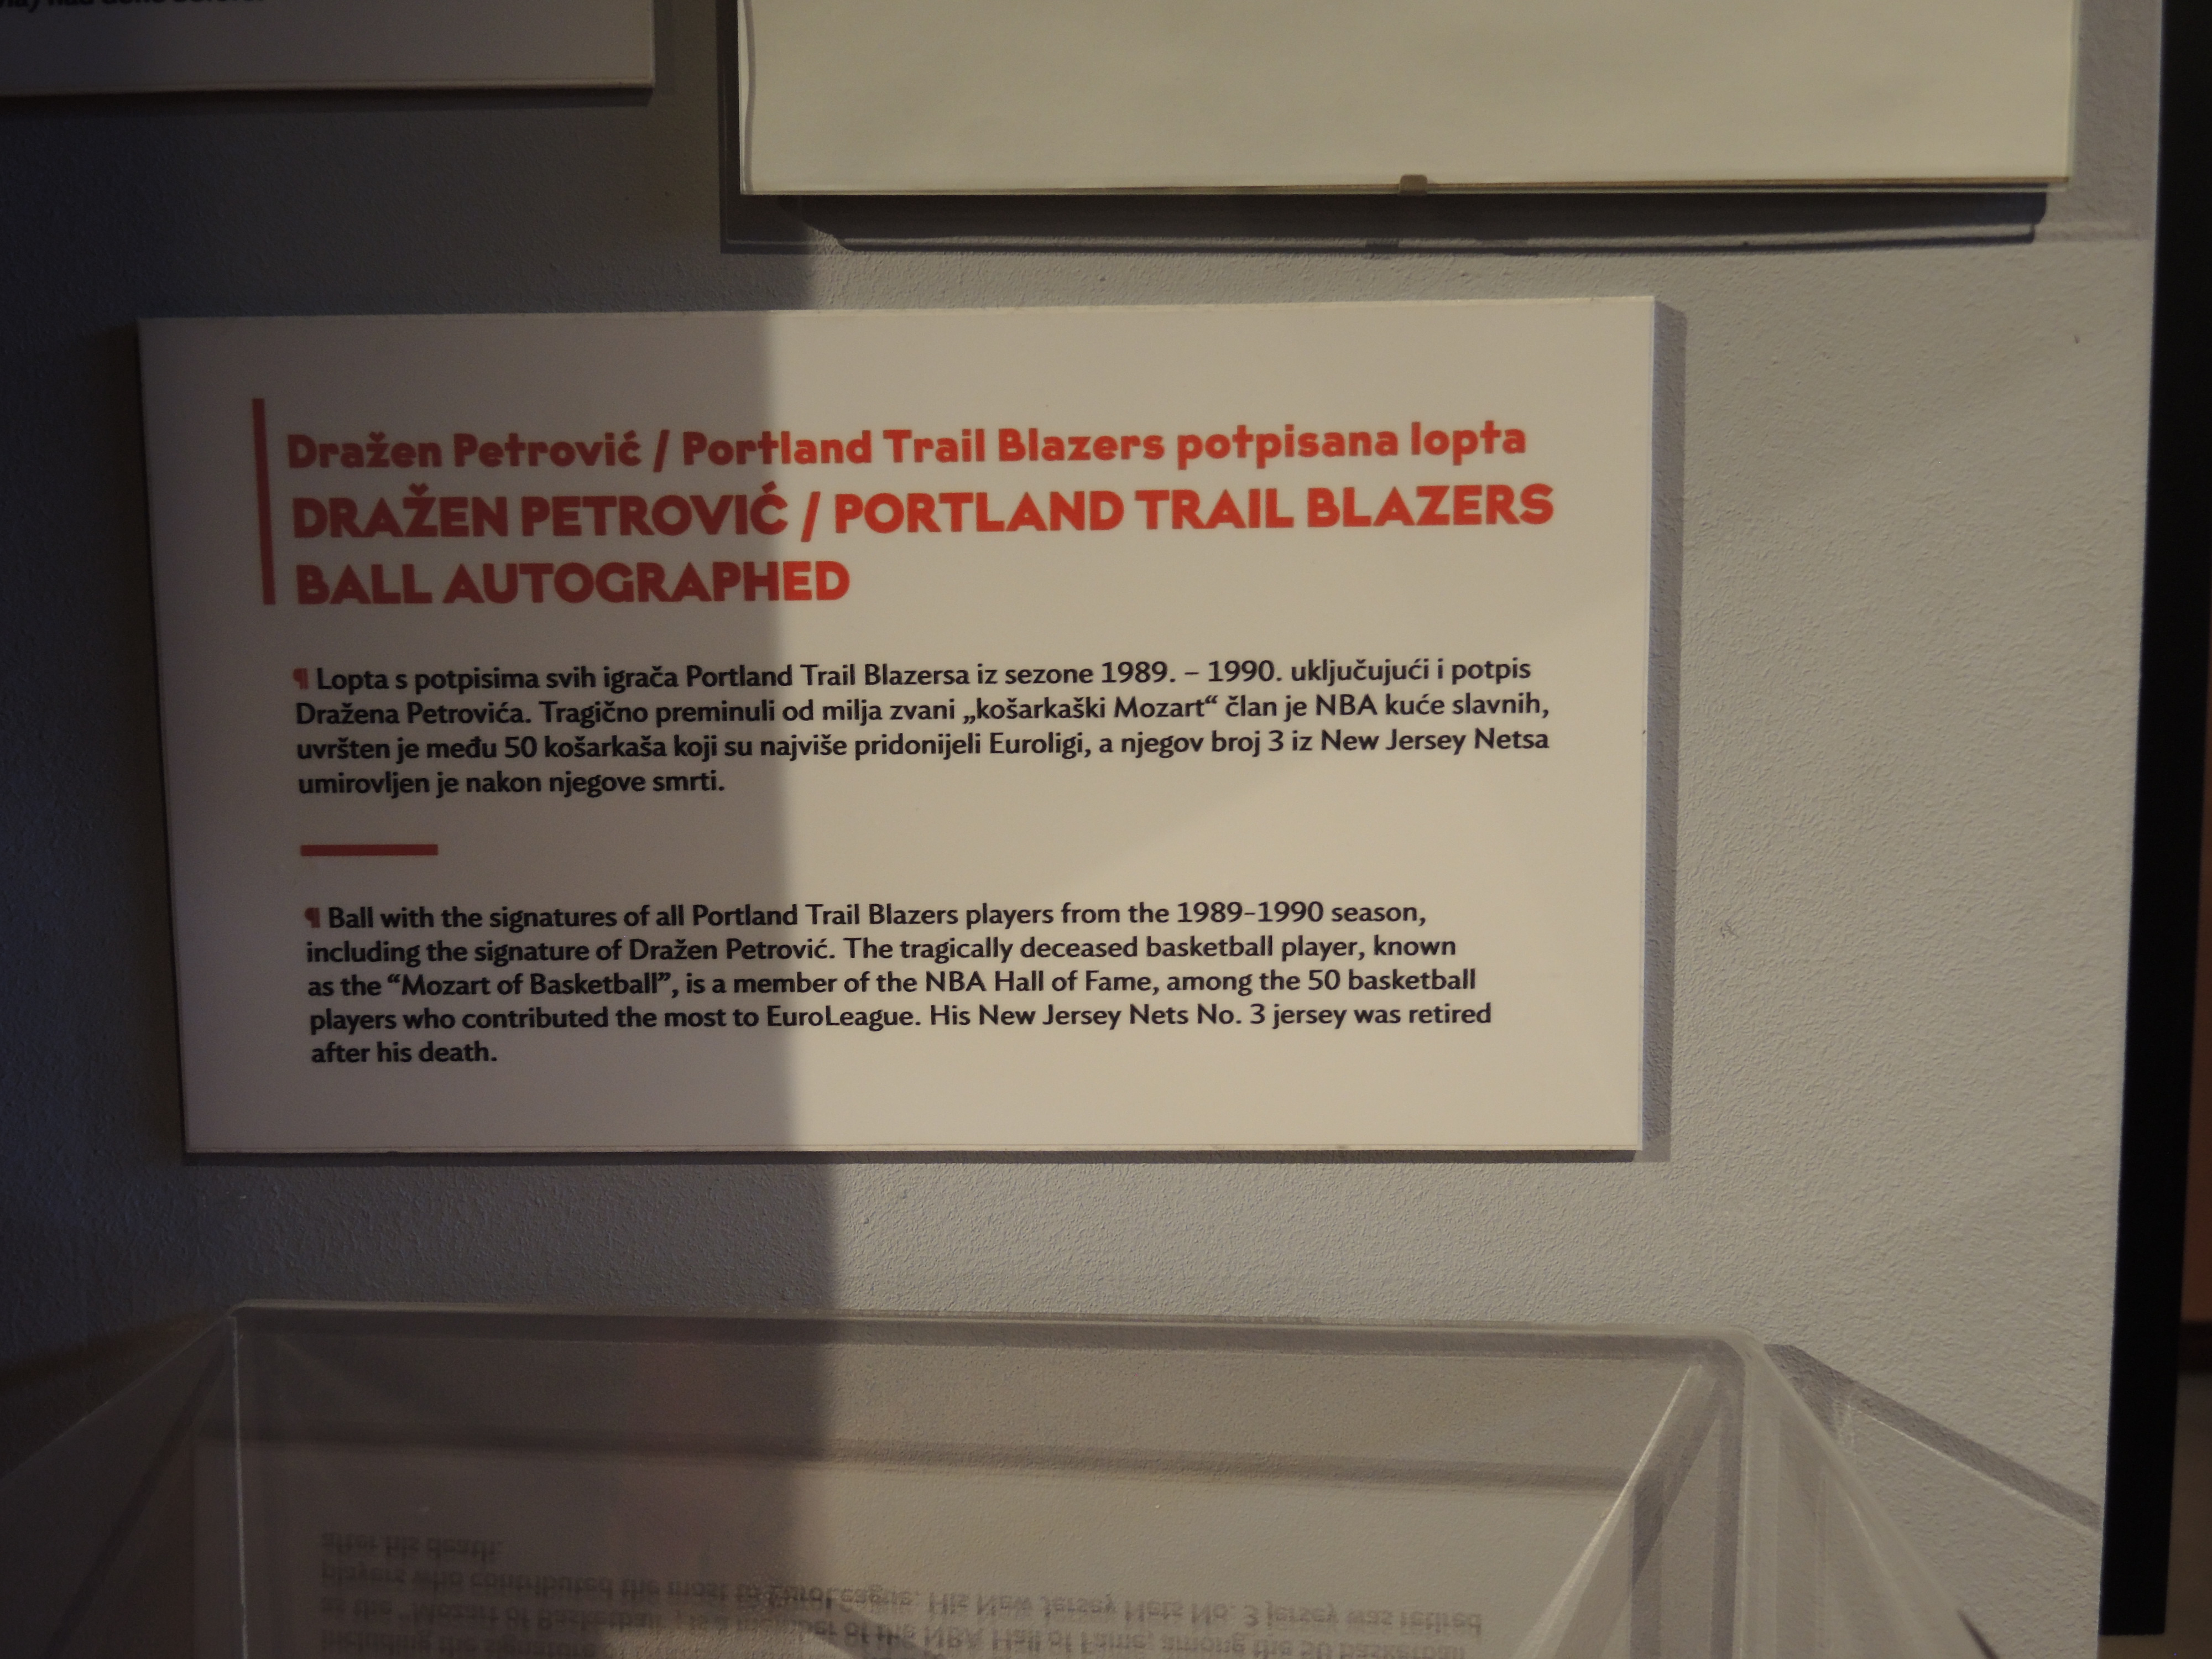 Dražen Petrović / Portland Trail Blazers potpisana lopta
DRAŽEN PETROVIĆ / PORTLAND TRAIL BLAZERS
BALL AUTOGRAPHED
¶ Lopta s potpisima svih igrača Portland Trail Blazersa iz sezone 1989. – 1990. uključujući i potpis
Dražena Petrovića. Tragično preminuli od milja zvani „košarkaški Mozart“ član je NBA kuće slavnih,
uvršten je među 50 košarkaša koji su najviše pridonijeli Euroligi, a njegov broj 3 iz New Jersey Netsa
umirovljen je nakon njegove smrti.
¶ Ball with the signatures of all Portland Trail Blazers players from the 1989-1990 season,
including the signature of Dražen Petrović. The tragically deceased basketball player, known
as the “Mozart of Basketball”, is a member of the NBA Hall of Fame, among the 50 basketball
players who contributed the most to EuroLeague. His New Jersey Nets No. 3 jersey was retired
after his death.